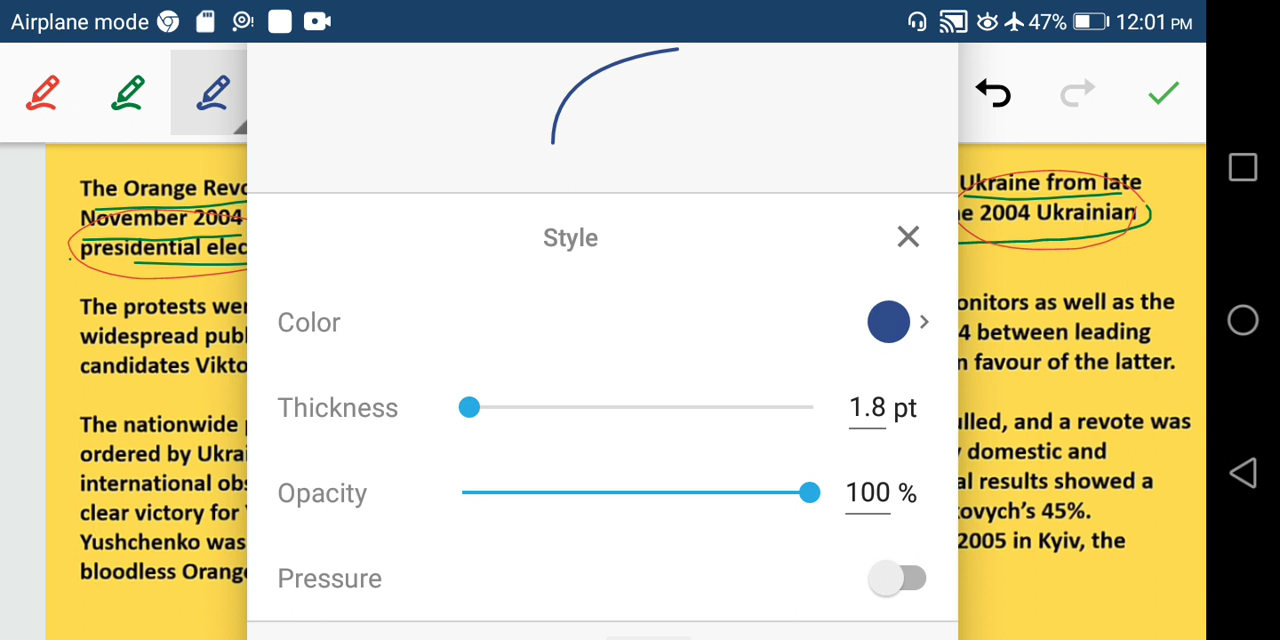 Airplane mode 47% 12:01 PM
The Orange Revo
November 2004
presidential elec
Ukraine from late
e 2004 Ukrainian
Style
The protests wer
widespread publ
candidates Vikto
onitors as well as the
4 between leading
n favour of the latter.
Color
Thickness 1.8 pt
Opacity 100 %
Pressure
The nationwide
ordered by Ukrai
international obs
clear victory for
Yushchenko was
bloodless Orange
ulled, and a revote was
domestic and
al results showed a
ovych's 45%.
2005 in Kyiv, the